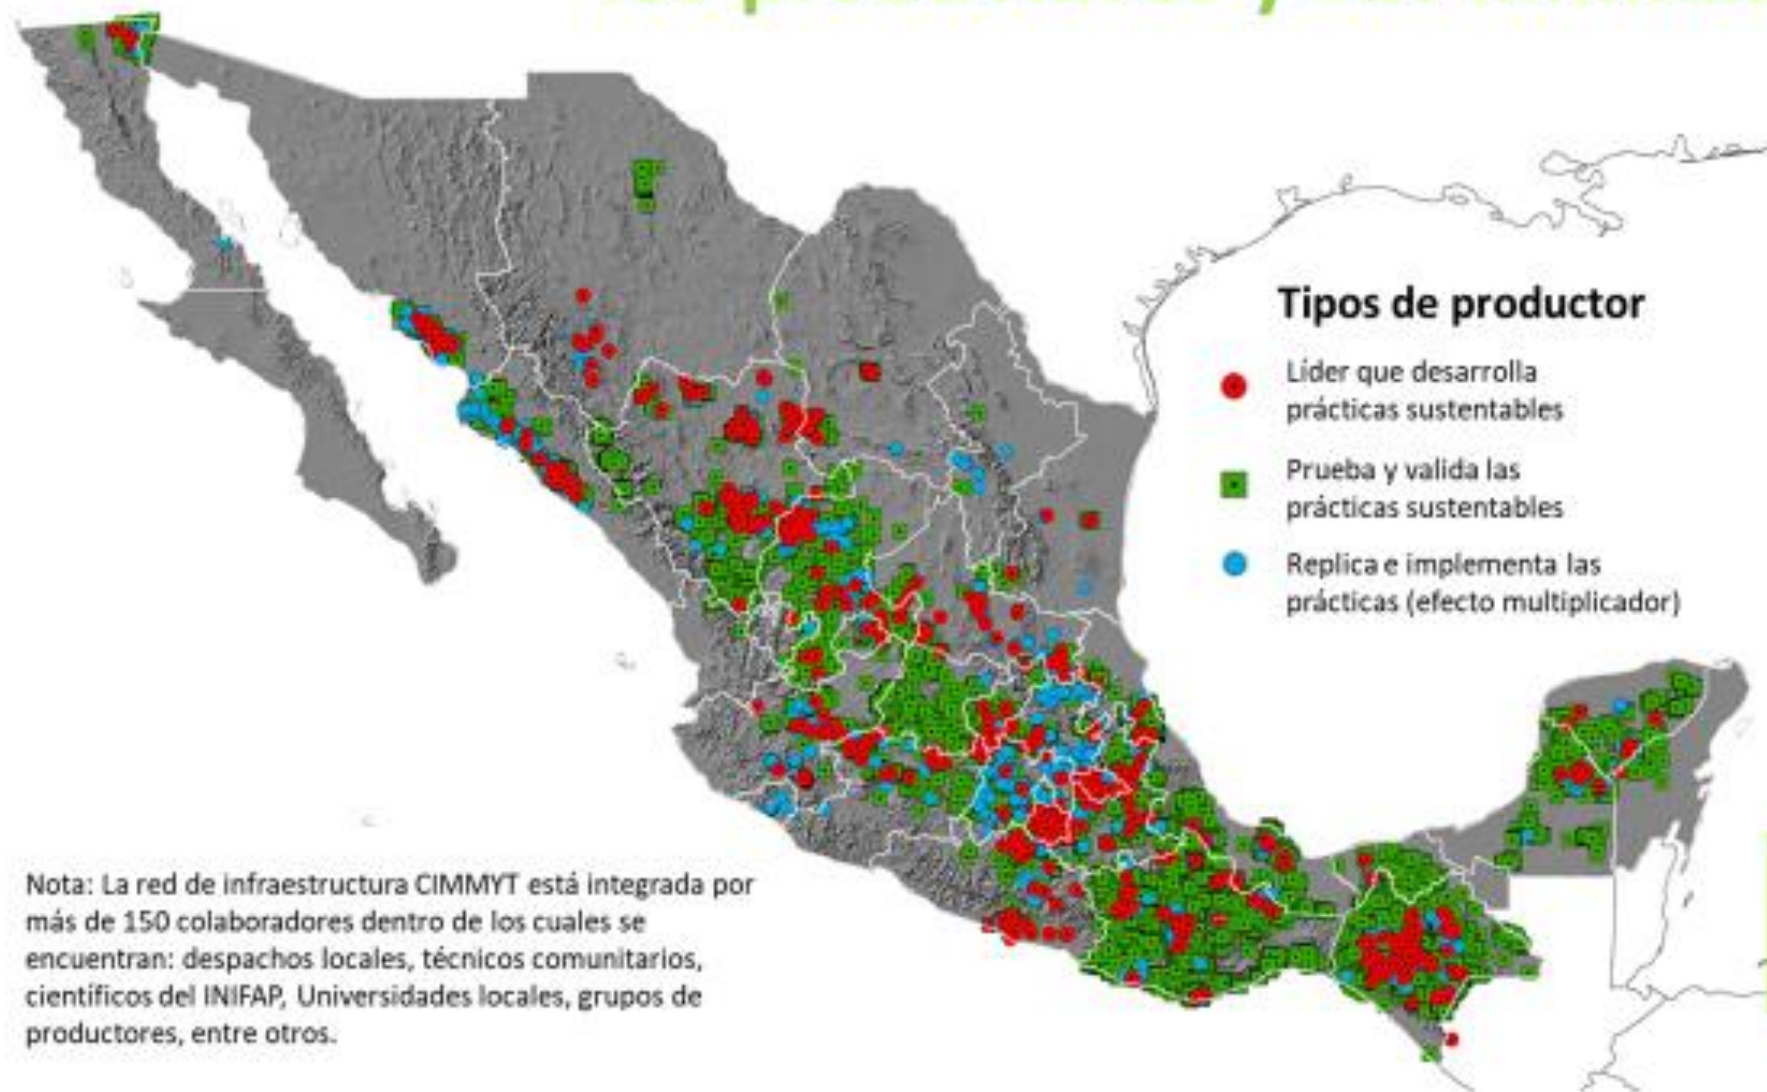 Tipos de productor
Líder que desarrolla
prácticas sustentables
Prueba y valida las
prácticas sustentables
Replica e implementa las
prácticas (efecto multiplicador)
Nota: La red de infraestructura CIMMYT está integrada por
más de 150 colaboradores dentro de los cuales se
encuentran: despachos locales, técnicos comunitarios,
científicos del INIFAP, Universidades locales, grupos de
productores, entre otros.